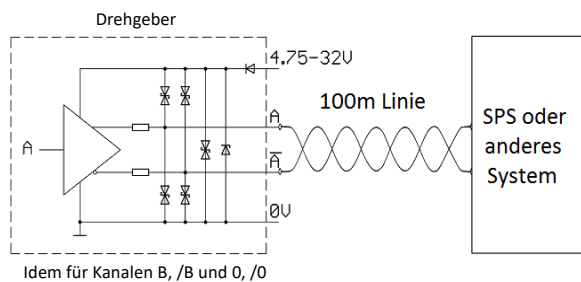 Drehgeber
4.75-32V
A
A
A̅
0V
100m Linie
SPS oder
anderes
System
Idem für Kanalen B, /B und 0, /0